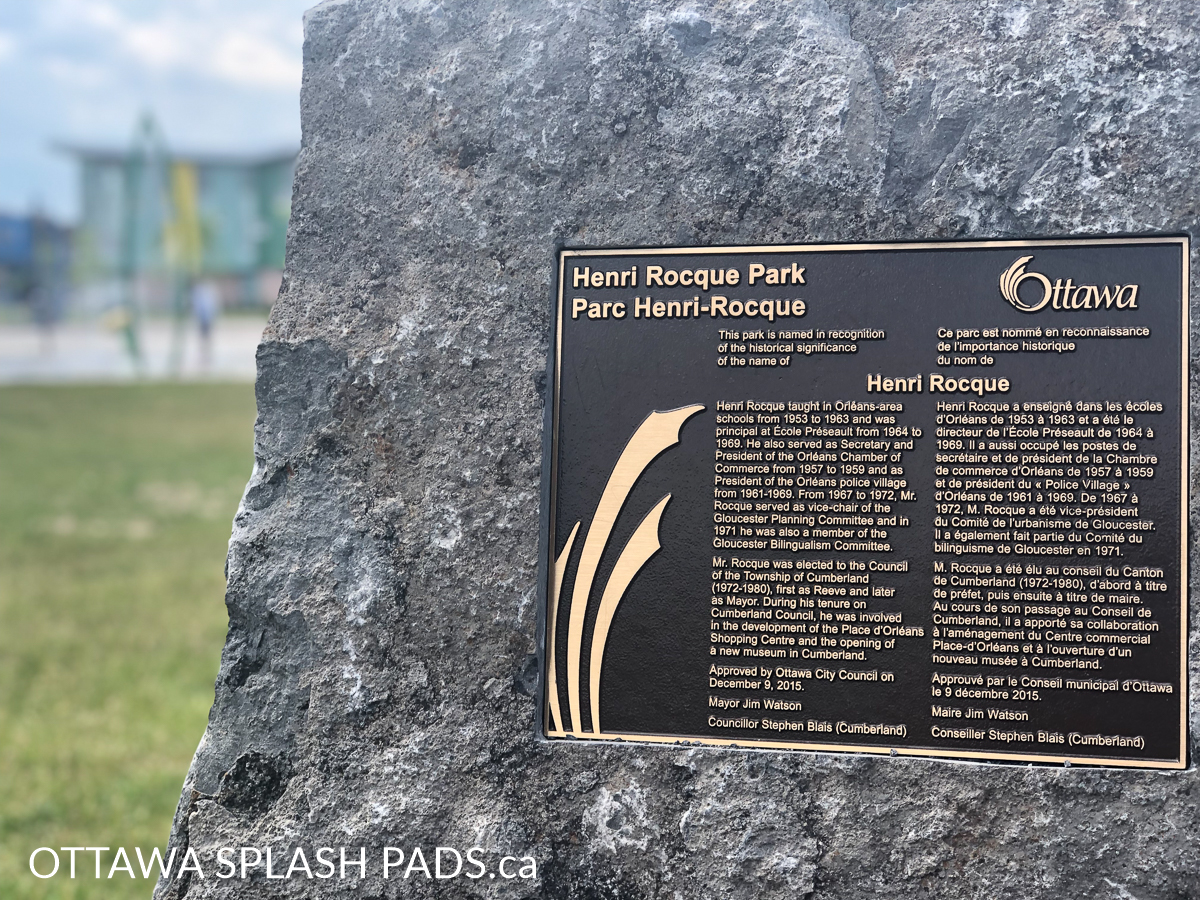 Henri Rocque Park
Parc Henri-Rocque
Ottawa
This park is named in recognition
of the historical significance
of the name of
Ce parc est nommé en reconnaissance
de l'importance historique
du nom de
Henri Rocque
Henri Rocque taught in Orléans-area
schools from 1953 to 1963 and was
principal at École Préseault from 1964 to
1969. He also served as Secretary and
President of the Orléans Chamber of
Commerce from 1957 to 1959 and as
President of the Orléans police village
from 1961-1969. From 1967 to 1972, Mr.
Rocque served as vice-chair of the
Gloucester Planning Committee and in
1971 he was also a member of the
Gloucester Bilingualism Committee.
Mr. Rocque was elected to the Council
of the Township of Cumberland
(1972-1980), first as Reeve and later
as Mayor. During his tenure on
Cumberland Council, he was involved
in the development of the Place d'Orléans
Shopping Centre and the opening of
a new museum in Cumberland.
Approved by Ottawa City Council on
December 9, 2015.
Mayor Jim Watson
Councillor Stephen Blais (Cumberland)
Henri Rocque a enseigné dans les écoles
d'Orléans de 1953 à 1963 et a été le
directeur de l'École Préseault de 1964 à
1969. Il a aussi occupé les postes de
secrétaire et de président de la Chambre
de commerce d'Orléans de 1957 à 1959
et de président du « Police Village »
d'Orléans de 1961 à 1969. De 1967 à
1972, M. Rocque a été vice-président
du Comité de l'urbanisme de Gloucester.
Il a également fait partie du Comité du
bilinguisme de Gloucester en 1971.
M. Rocque a été élu au conseil du Canton
de Cumberland (1972-1980), d'abord à titre
de préfet, puis ensuite à titre de maire.
Au cours de son passage au Conseil de
Cumberland, il a apporté sa collaboration
à l'aménagement du Centre commercial
Place-d'Orléans et à l'ouverture d'un
nouveau musée à Cumberland.
Approuvé par le Conseil municipal d'Ottawa
le 9 décembre 2015.
Maire Jim Watson
Conseiller Stephen Blais (Cumberland)
OTTAWA SPLASH PADS.ca